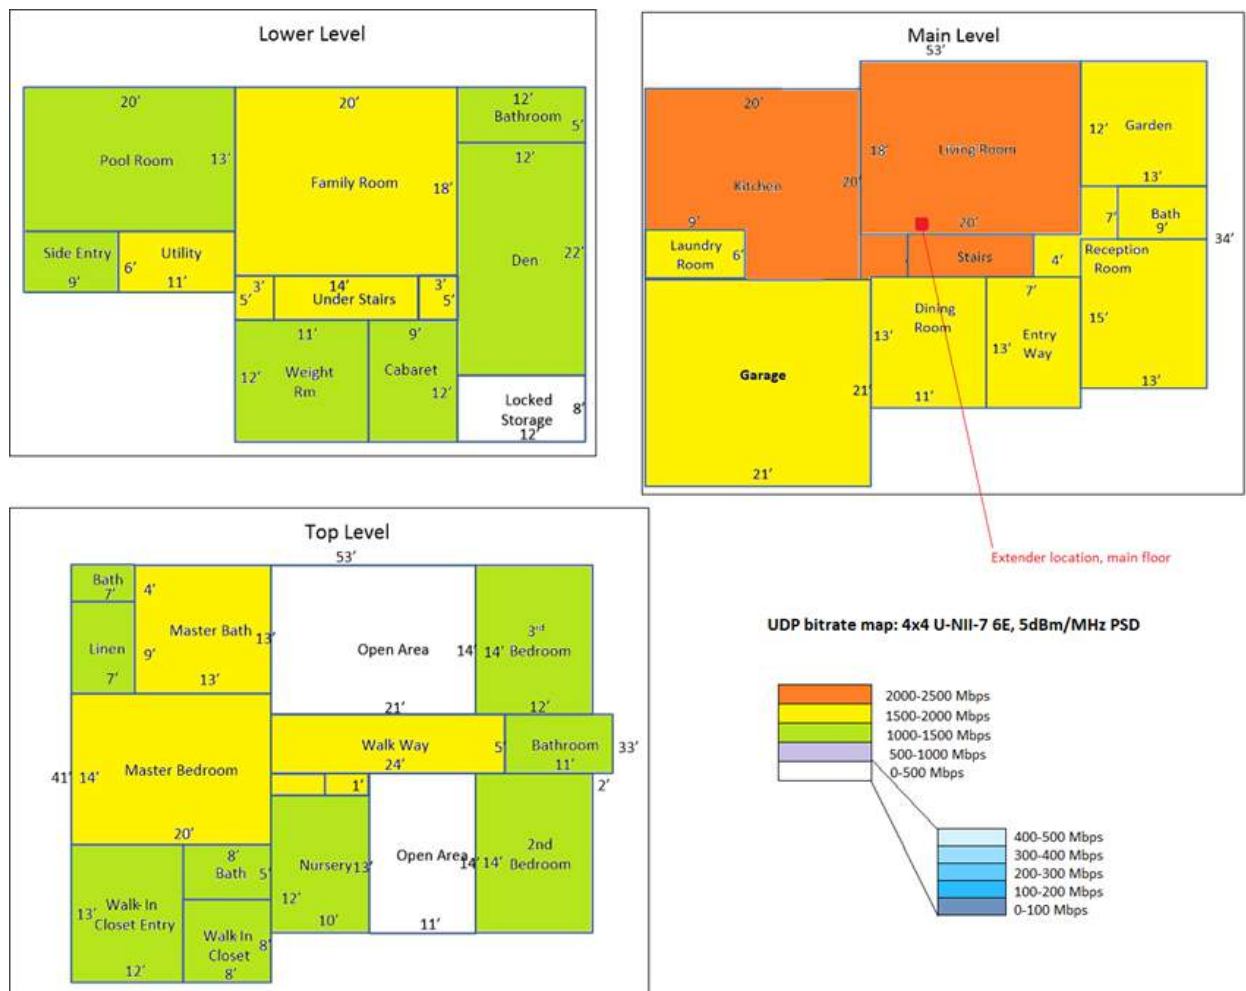 Lower Level
20'
20'
12'
Bathroom
5'
Pool Room
13'
12'
Family Room
18'
Side Entry
Utility
6'
9'
11'
Den
22'
3'
14'
3'
5'
Under Stairs
5'
11'
9'
12'
Weight
Rm
Cabaret
12'
Locked
Storage
8'
12'
Main Level
53'
20'
18'
Living Room
12'
Garden
13'
Kitchen
20'
9'
20'
7'
Bath
9'
34'
Laundry
Room
6'
Stairs
4'
Reception
Room
7'
Dining
Room
13'
13'
Entry
Way
15'
Garage
21'
11'
13'
21'
Extender location, main floor
Top Level
53'
Bath
7'
4'
Master Bath
13'
Linen
9'
7'
13'
Open Area
14'
14'
3rd
Bedroom
21'
12'
Walk Way
5'
24'
Bathroom
11'
33'
2'
41'
14'
Master Bedroom
20'
1'
8'
Bath
5'
Nursery
13'
12'
10'
Open Area
14'
14'
2nd
Bedroom
11'
13'
Walk-In
Closet Entry
12'
Walk In
Closet
8'
8'
UDP bitrate map: 4x4 U-NII-7 6E, 5dBm/MHz PSD
2000-2500 Mbps
1500-2000 Mbps
1000-1500 Mbps
500-1000 Mbps
0-500 Mbps
400-500 Mbps
300-400 Mbps
200-300 Mbps
100-200 Mbps
0-100 Mbps